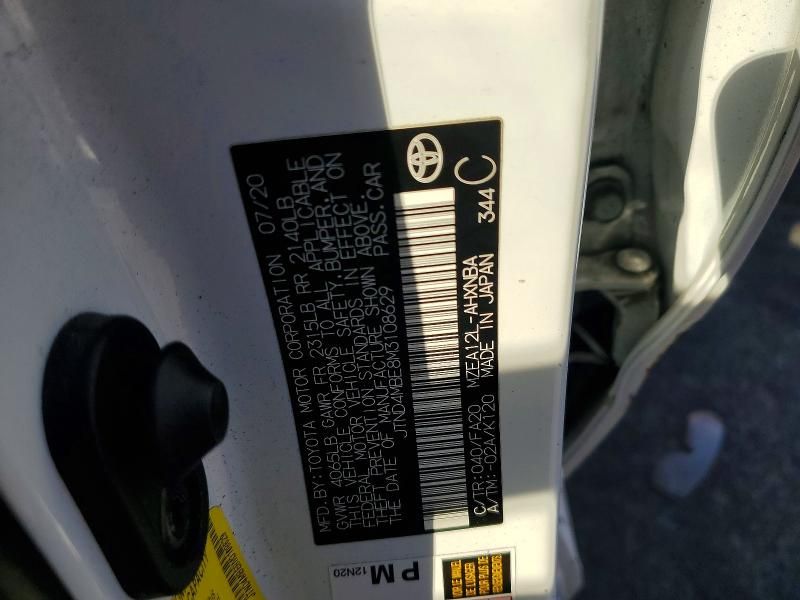 MFD.BY:TOYOTA MOTOR CORPORATION 07/20
GVWR 4065LB GAWR FR 2315LB RR 2140LB
THIS VEHICLE CONFORMS TO ALL APPLICABLE
FEDERAL MOTOR VEHICLE SAFETY,BUMPER,AND
THEFT PREVENTION STANDARDS IN EFFECT ON
THE DATE OF MANUFACTURE SHOWN ABOVE.
JTND4MBE8M3108629 PASS.CAR
C/TR:040/FA20 MZEA12L-AHXNBA
A/TM:-02A/K120 MADE IN JAPAN 344C
PM
12N20